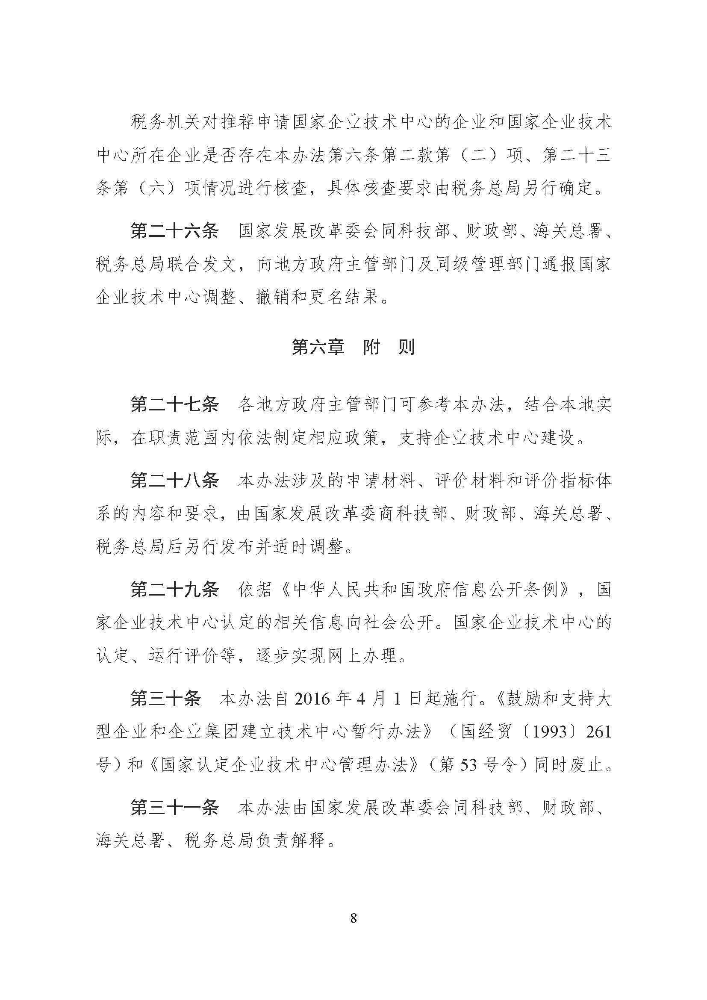 税务机关对推荐申请国家企业技术中心的企业和国家企业技术
中心所在企业是否存在本办法第六条第二款第（二）项、第二十三
条第（六）项情况进行核查，具体核查要求由税务总局另行确定。
第二十六条　国家发展改革委会同科技部、财政部、海关总署、
税务总局联合发文，向地方政府主管部门及同级管理部门通报国家
企业技术中心调整、撤销和更名结果。
第六章　附　则
第二十七条　各地方政府主管部门可参考本办法，结合本地实
际，在职责范围内依法制定相应政策，支持企业技术中心建设。
第二十八条　本办法涉及的申请材料、评价材料和评价指标体
系的内容和要求，由国家发展改革委商科技部、财政部、海关总署、
税务总局后另行发布并适时调整。
第二十九条　依据《中华人民共和国政府信息公开条例》，国
家企业技术中心认定的相关信息向社会公开。国家企业技术中心的
认定、运行评价等，逐步实现网上办理。
第三十条　本办法自 2016 年 4 月 1 日起施行。《鼓励和支持大
型企业和企业集团建立技术中心暂行办法》（国经贸〔1993〕261
号）和《国家认定企业技术中心管理办法》（第 53 号令）同时废止。
第三十一条　本办法由国家发展改革委会同科技部、财政部、
海关总署、税务总局负责解释。
8